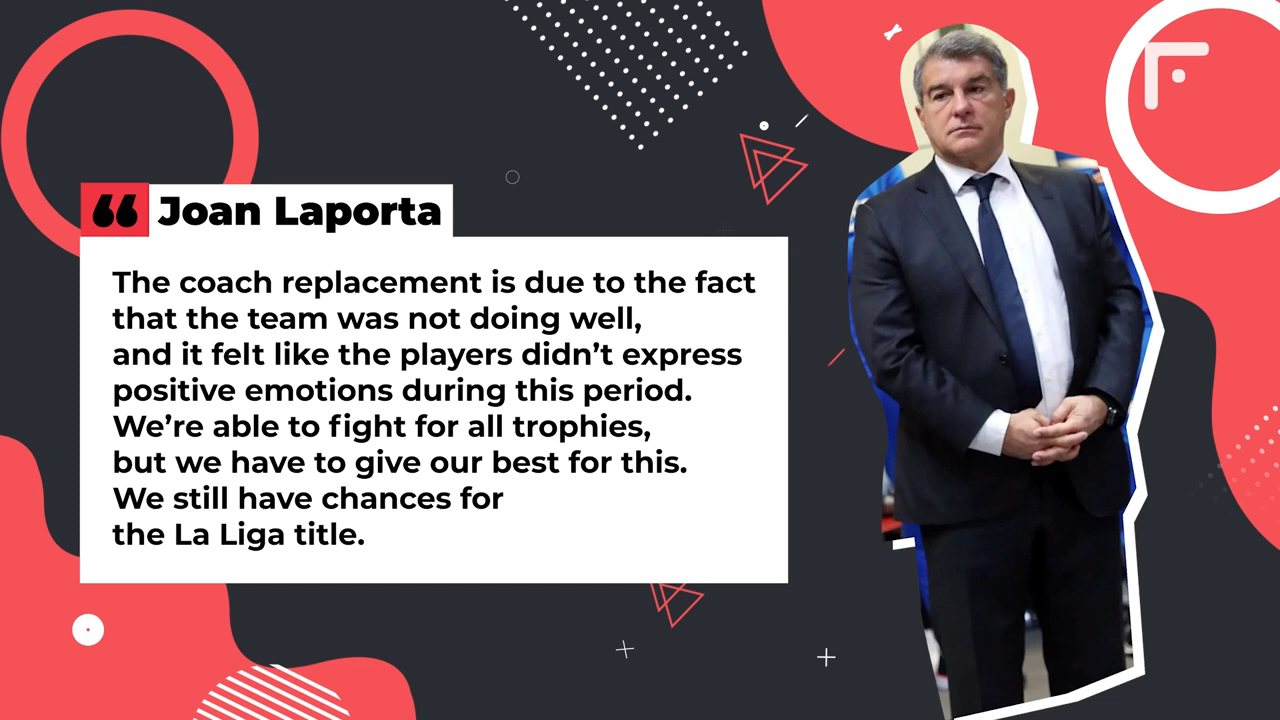 Joan Laporta
The coach replacement is due to the fact
that the team was not doing well,
and it felt like the players didn’t express
positive emotions during this period.
We’re able to fight for all trophies,
but we have to give our best for this.
We still have chances for
the La Liga title.